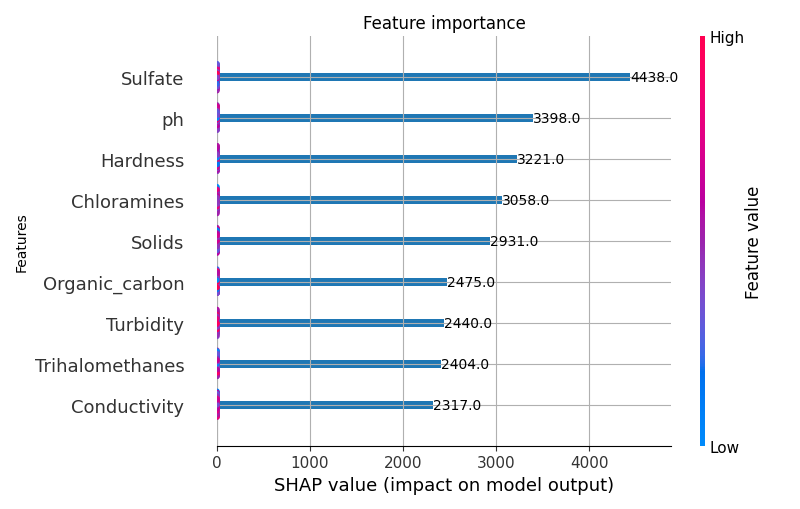 Feature importance
High
Sulfate
4438.0
ph
3398.0
Hardness
3221.0
Chloramines
3058.0
Solids
2931.0
Organic_carbon
2475.0
Turbidity
2440.0
Trihalomethanes
2404.0
Conductivity
2317.0
Features
Feature value
Low
0 1000 2000 3000 4000
SHAP value (impact on model output)